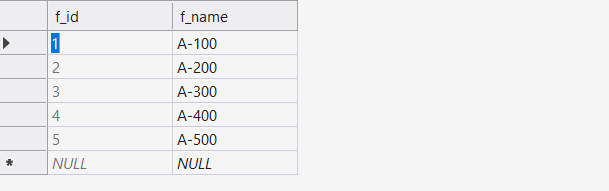 f_id f_name
1 A-100
2 A-200
3 A-300
4 A-400
5 A-500
* NULL NULL